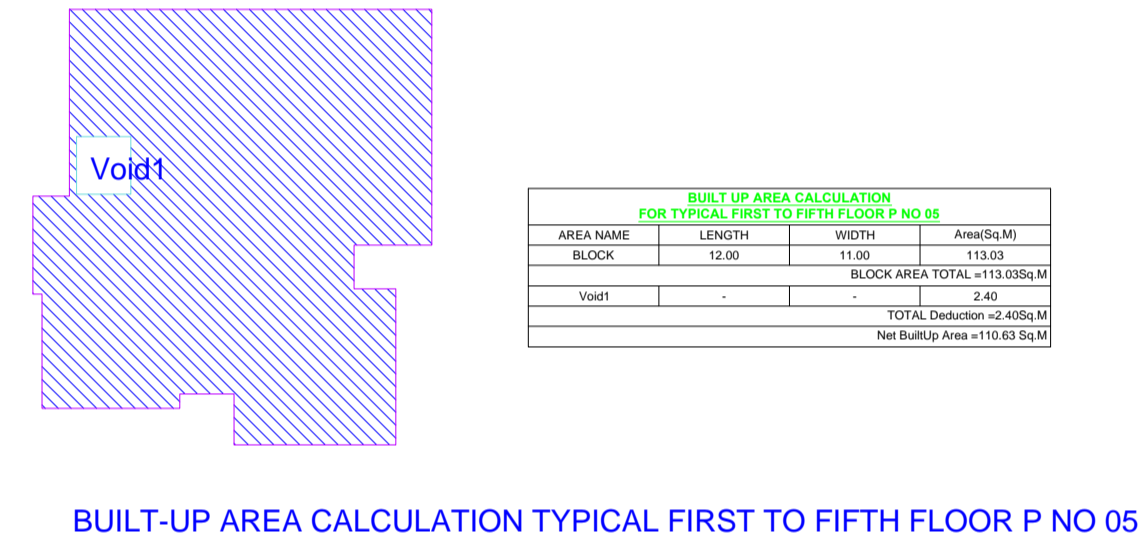 Void1
BUILT UP AREA CALCULATION
FOR TYPICAL FIRST TO FIFTH FLOOR P NO 05
AREA NAME LENGTH WIDTH Area(Sq.M)
BLOCK 12.00 11.00 113.03
BLOCK AREA TOTAL =113.03Sq.M
Void1 - - 2.40
TOTAL Deduction =2.40Sq.M
Net BuiltUp Area =110.63 Sq.M
BUILT-UP AREA CALCULATION TYPICAL FIRST TO FIFTH FLOOR P NO 05